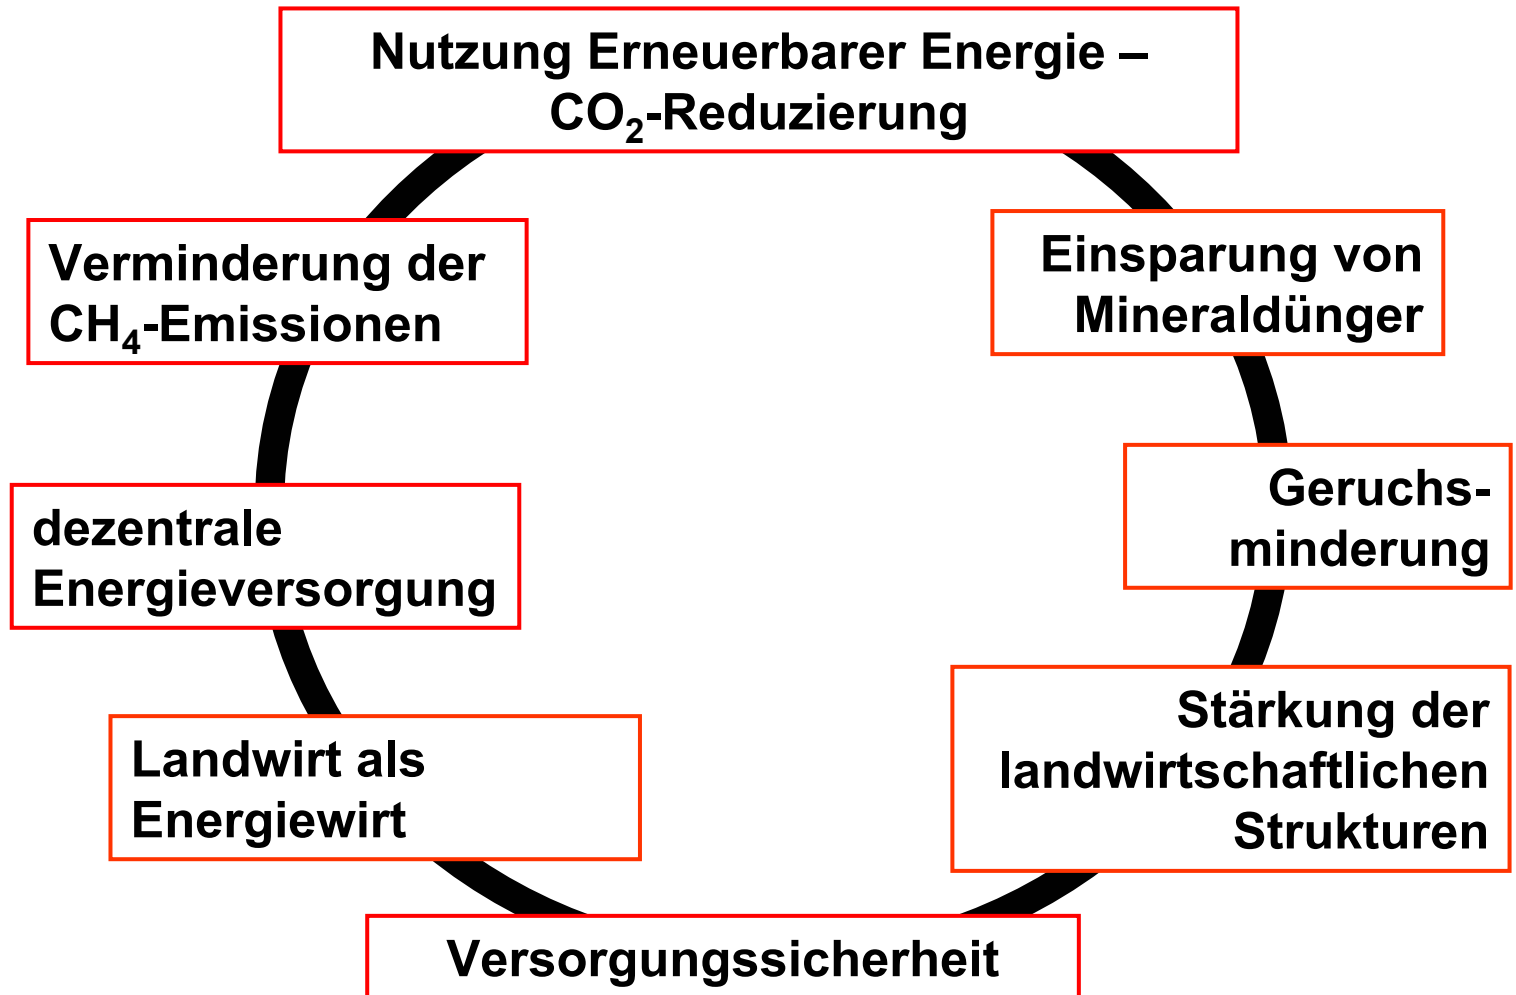 Nutzung Erneuerbarer Energie –
CO₂-Reduzierung
Verminderung der
CH₄-Emissionen
Einsparung von
Mineraldünger
dezentrale
Energieversorgung
Geruchs-
minderung
Landwirt als
Energiewirt
Stärkung der
landwirtschaftlichen
Strukturen
Versorgungssicherheit